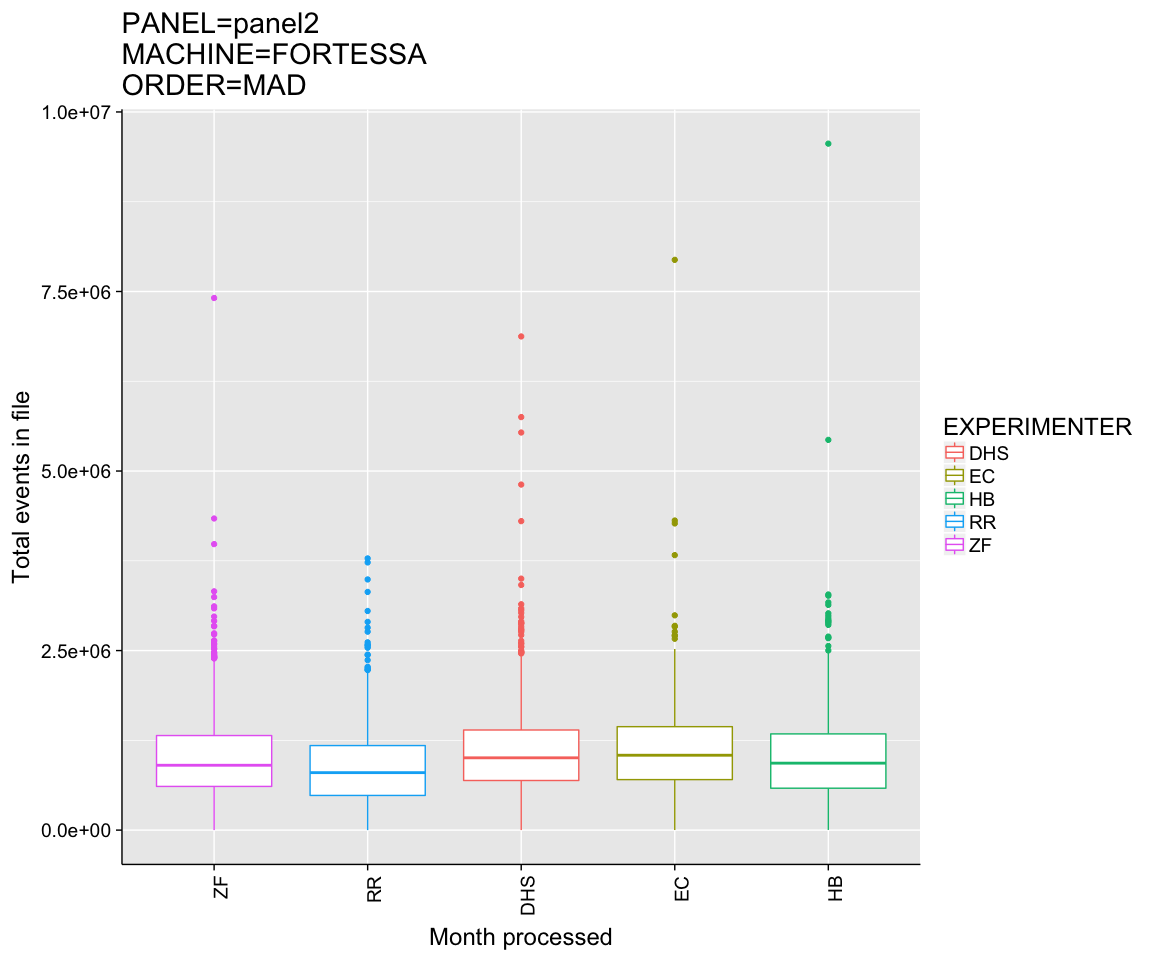 PANEL=panel2
MACHINE=FORTESSA
ORDER=MAD
1.0e+07
7.5e+06
5.0e+06
2.5e+06
0.0e+00
Total events in file
ZF
RR
DHS
EC
HB
Month processed
EXPERIMENTER
DHS
EC
HB
RR
ZF